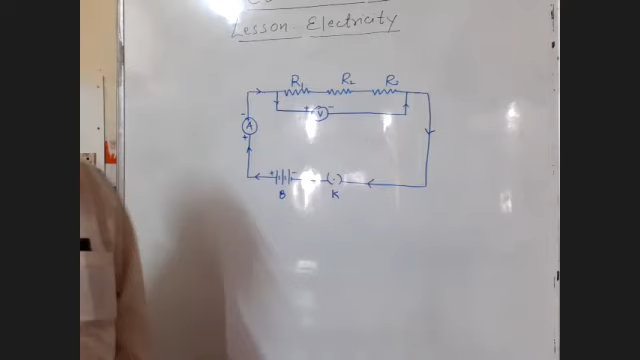 Lesson Electricity
R₁ R₂ R₃
+ V -
-
A
+
+ -
B K